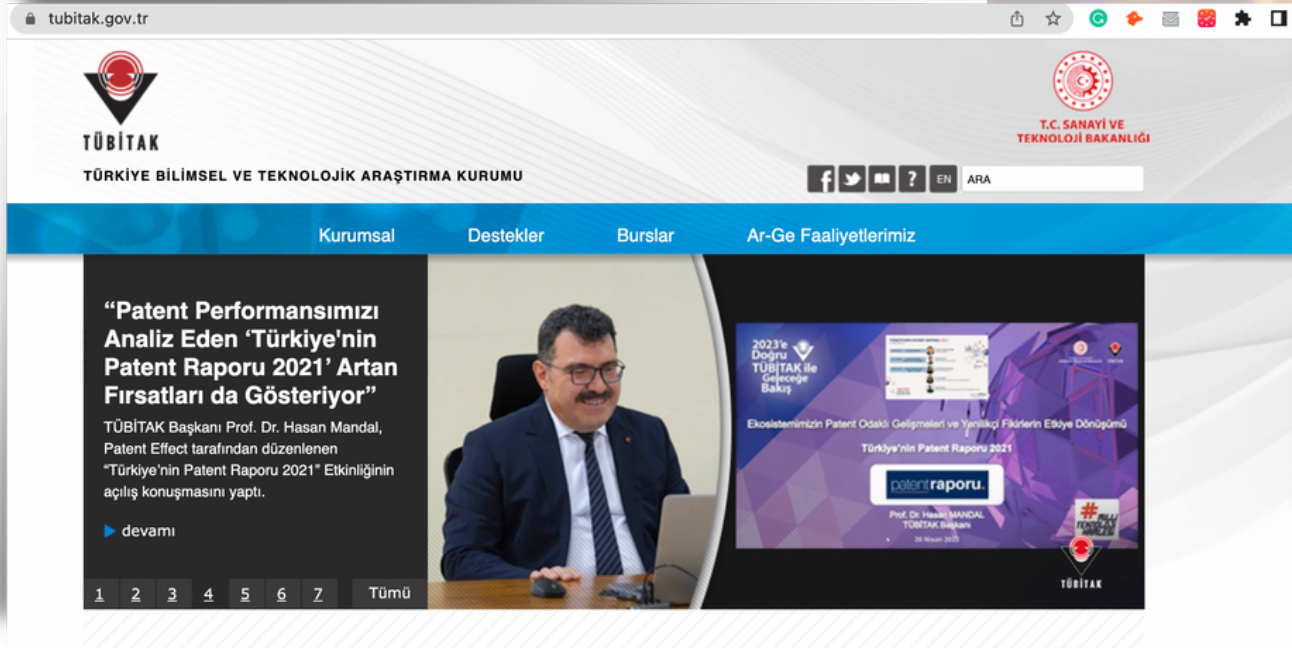 tubitak.gov.tr
TÜBİTAK
TÜRKİYE BİLİMSEL VE TEKNOLOJİK ARAŞTIRMA KURUMU
T.C. SANAYİ VE
TEKNOLOJİ BAKANLIĞI
EN
ARA
Kurumsal Destekler Burslar Ar-Ge Faaliyetlerimiz
“Patent Performansımızı
Analiz Eden ‘Türkiye'nin
Patent Raporu 2021’ Artan
Fırsatları da Gösteriyor”
TÜBİTAK Başkanı Prof. Dr. Hasan Mandal,
Patent Effect tarafından düzenlenen
“Türkiye’nin Patent Raporu 2021” Etkinliğinin
açılış konuşmasını yaptı.
devamı
1 2 3 4 5 6 7 Tümü
2023'e
Doğru
TÜBİTAK ile
Geleceğe
Bakış
Ekosistemimizin Patent Odaklı Gelişmeleri ve Yenilikçi Fikirlerin Etkiye Dönüşümü
Türkiye'nin Patent Raporu 2021
patentraporu.
Prof. Dr. Hasan MANDAL
TÜBİTAK Başkanı
#MİLLİ
TEKNOLOJİ
HAMLESİ
TÜBİTAK